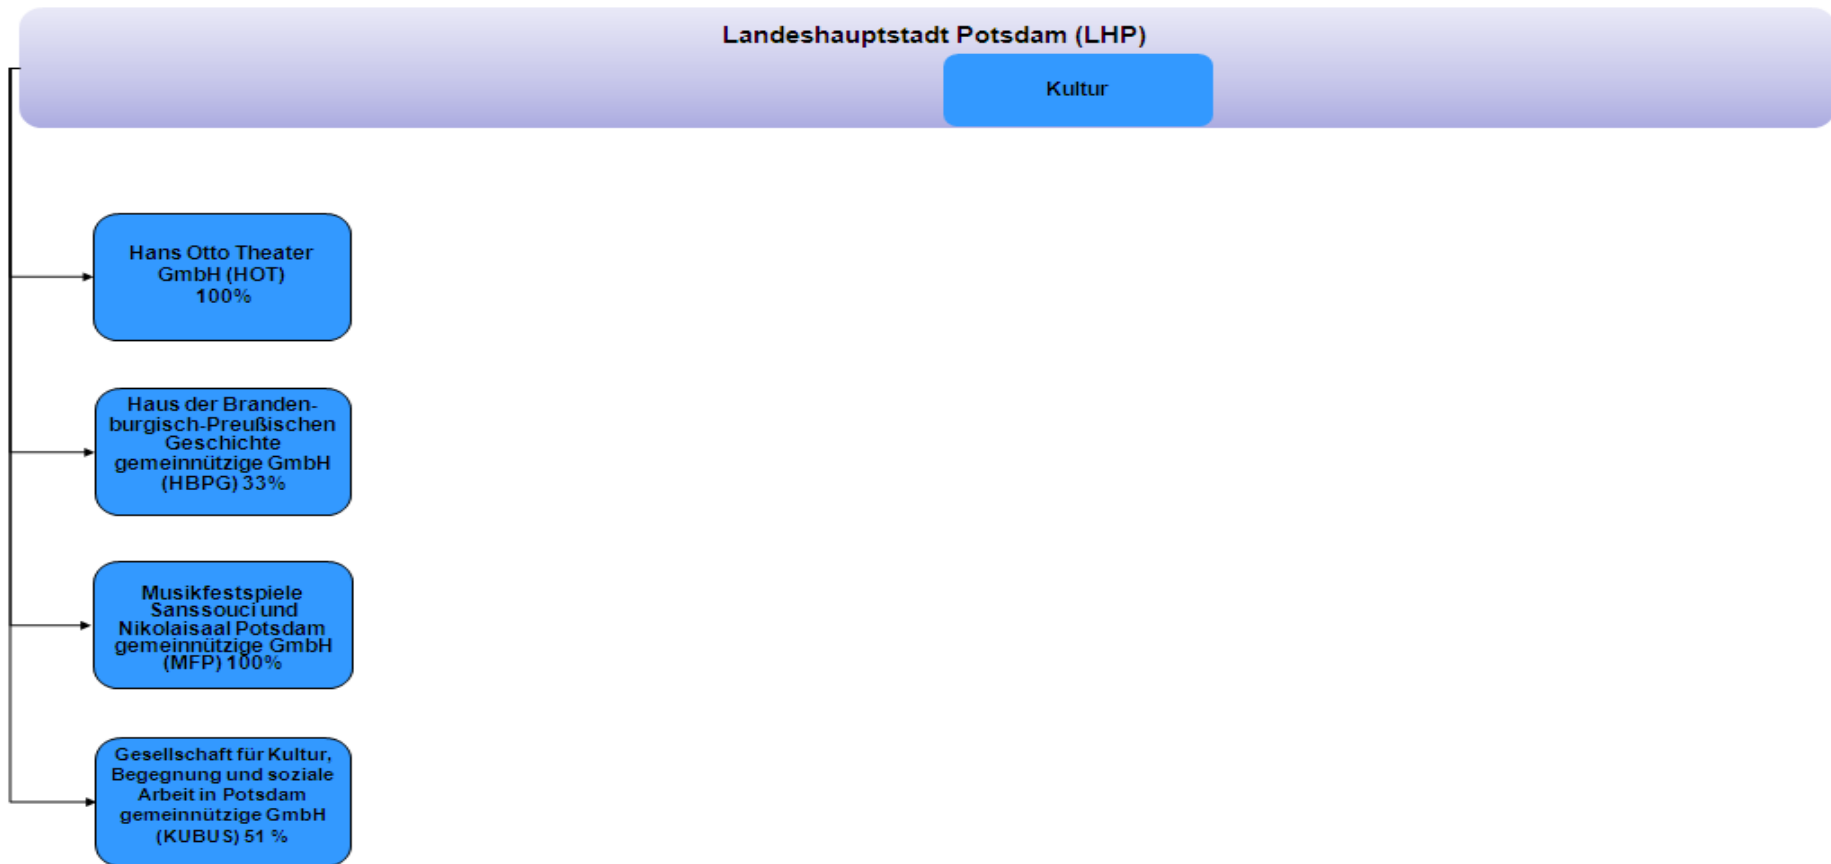 Landeshauptstadt Potsdam (LHP)
Kultur
Hans Otto Theater
GmbH (HOT)
100%
Haus der Branden-
burgisch-Preußischen
Geschichte
gemeinnützige GmbH
(HBPG) 33%
Musikfestspiele
Sanssouci und
Nikolaisaal Potsdam
gemeinnützige GmbH
(MFP) 100%
Gesellschaft für Kultur,
Begegnung und soziale
Arbeit in Potsdam
gemeinnützige GmbH
(KUBUS) 51 %